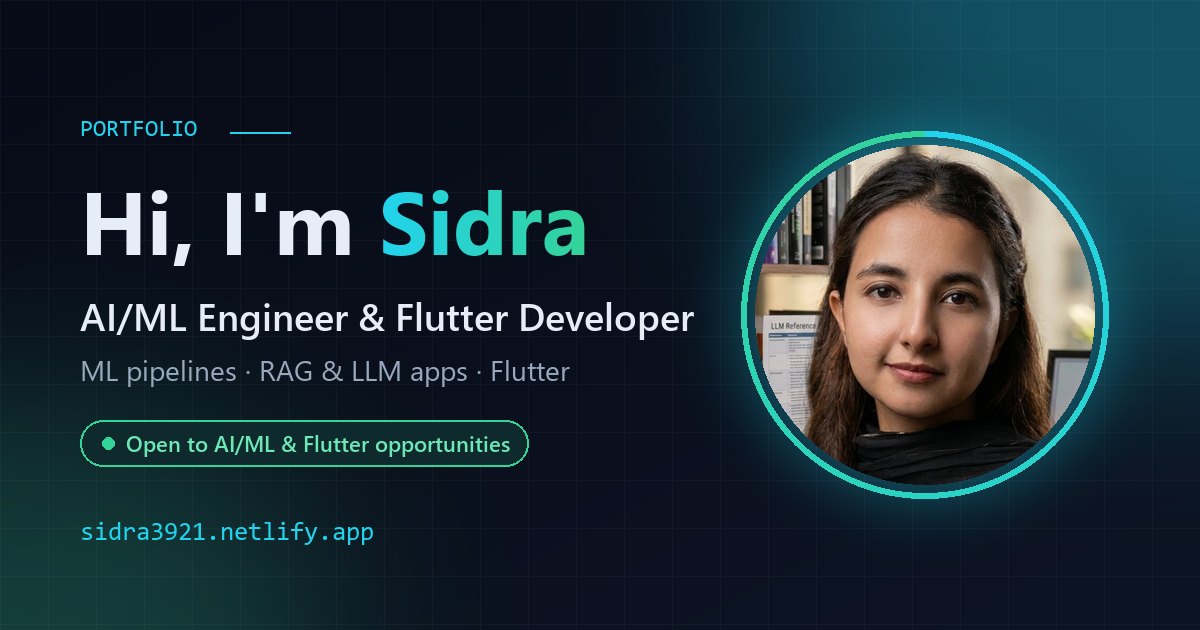 PORTFOLIO
Hi, I'm Sidra
AI/ML Engineer & Flutter Developer
ML pipelines · RAG & LLM apps · Flutter
Open to AI/ML & Flutter opportunities
sidra3921.netlify.app
LLM Reference